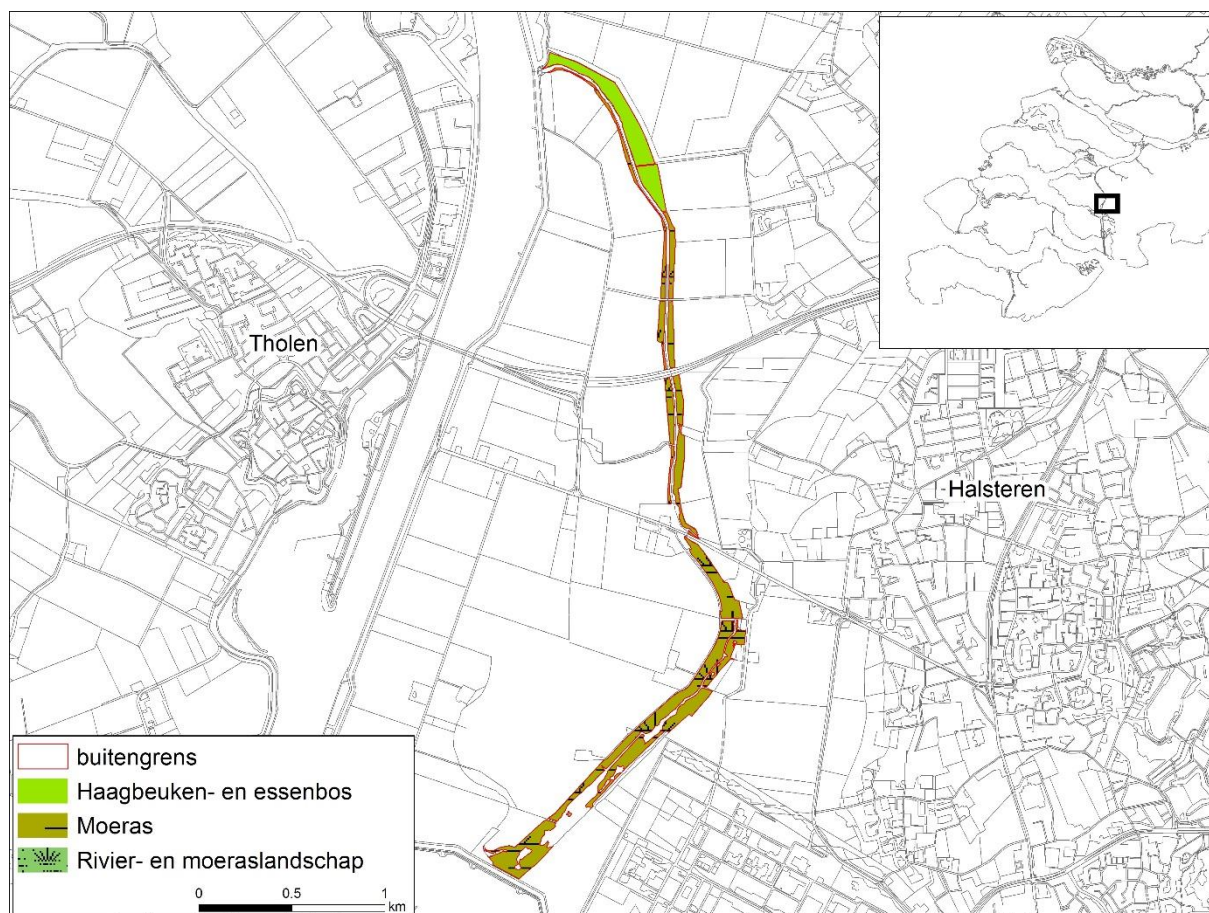 Tholen
Halsteren
buitengrens
Haagbeuken- en essenbos
Moeras
Rivier- en moeraslandschap
0 0.5 1
km